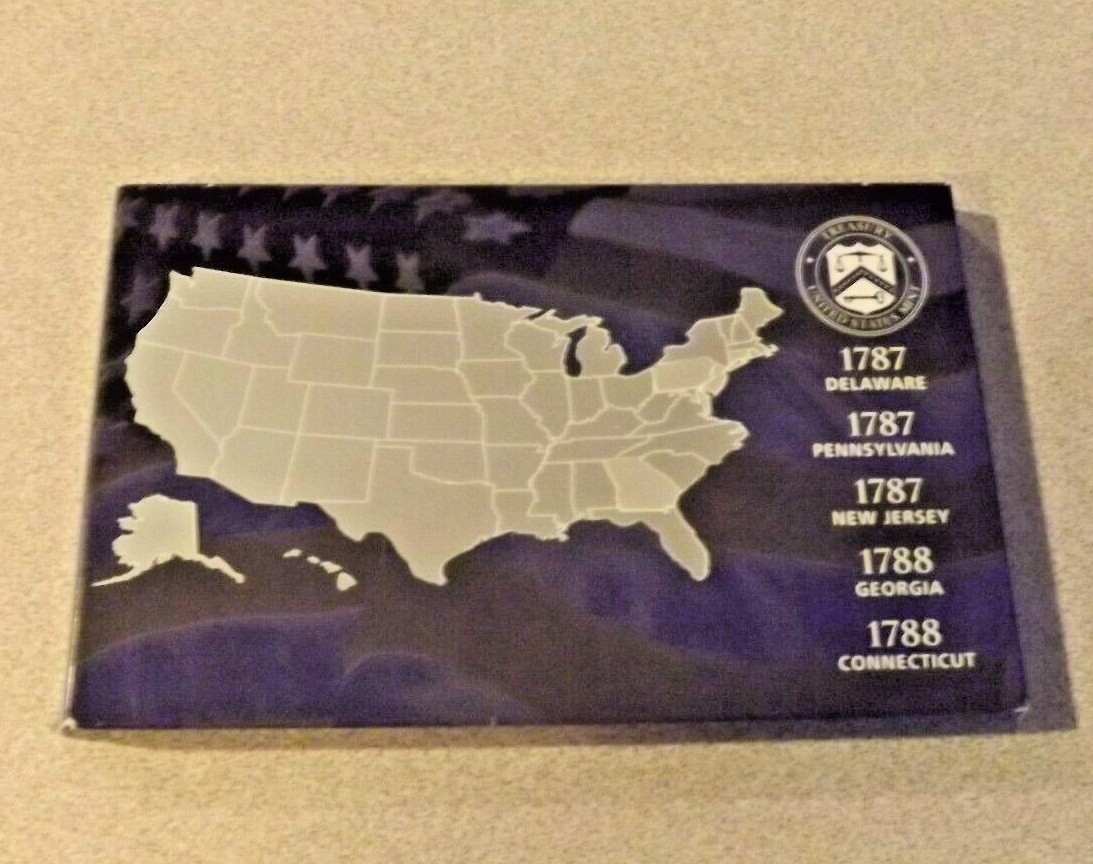 TREASURY
UNITED STATES MINT
1787
DELAWARE
1787
PENNSYLVANIA
1787
NEW JERSEY
1788
GEORGIA
1788
CONNECTICUT